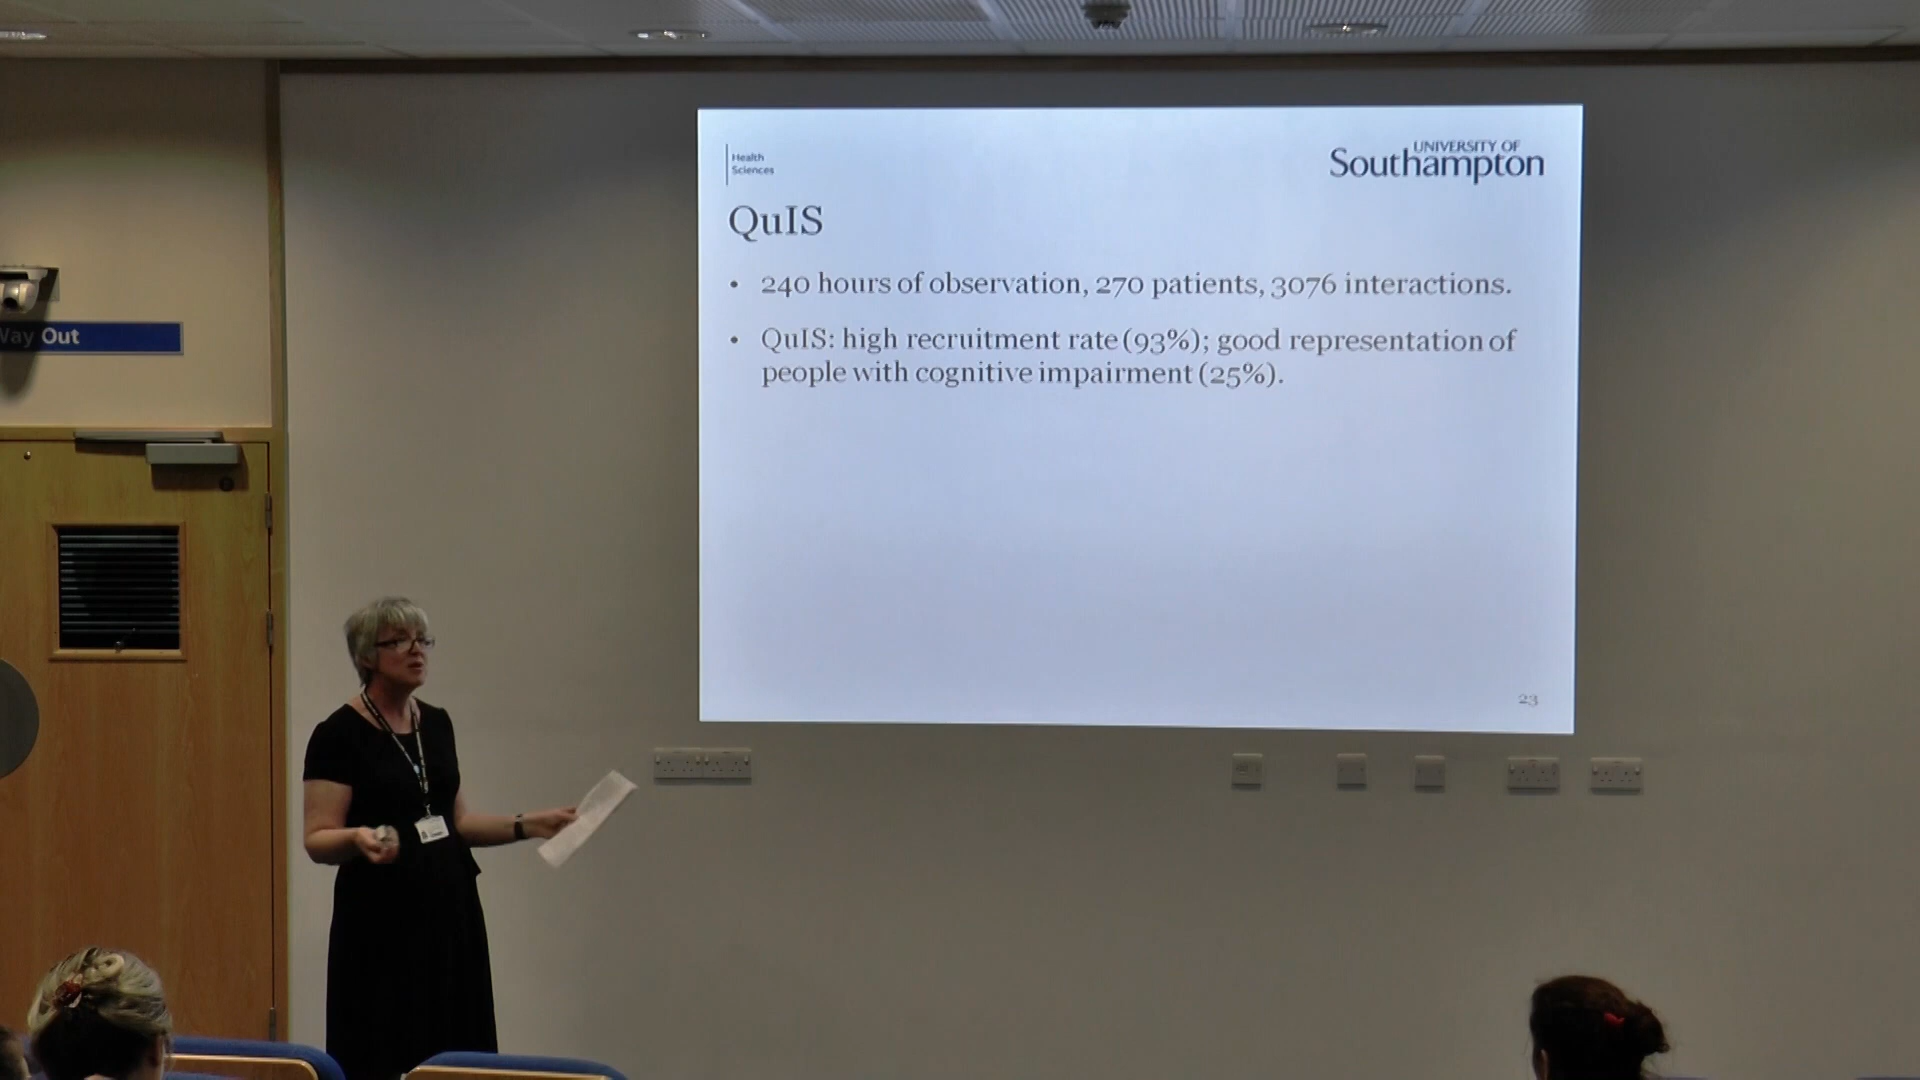 Health
Sciences
UNIVERSITY OF
Southampton
QuIS
• 240 hours of observation, 270 patients, 3076 interactions.
• QuIS: high recruitment rate (93%); good representation of
people with cognitive impairment (25%).
23
Way Out